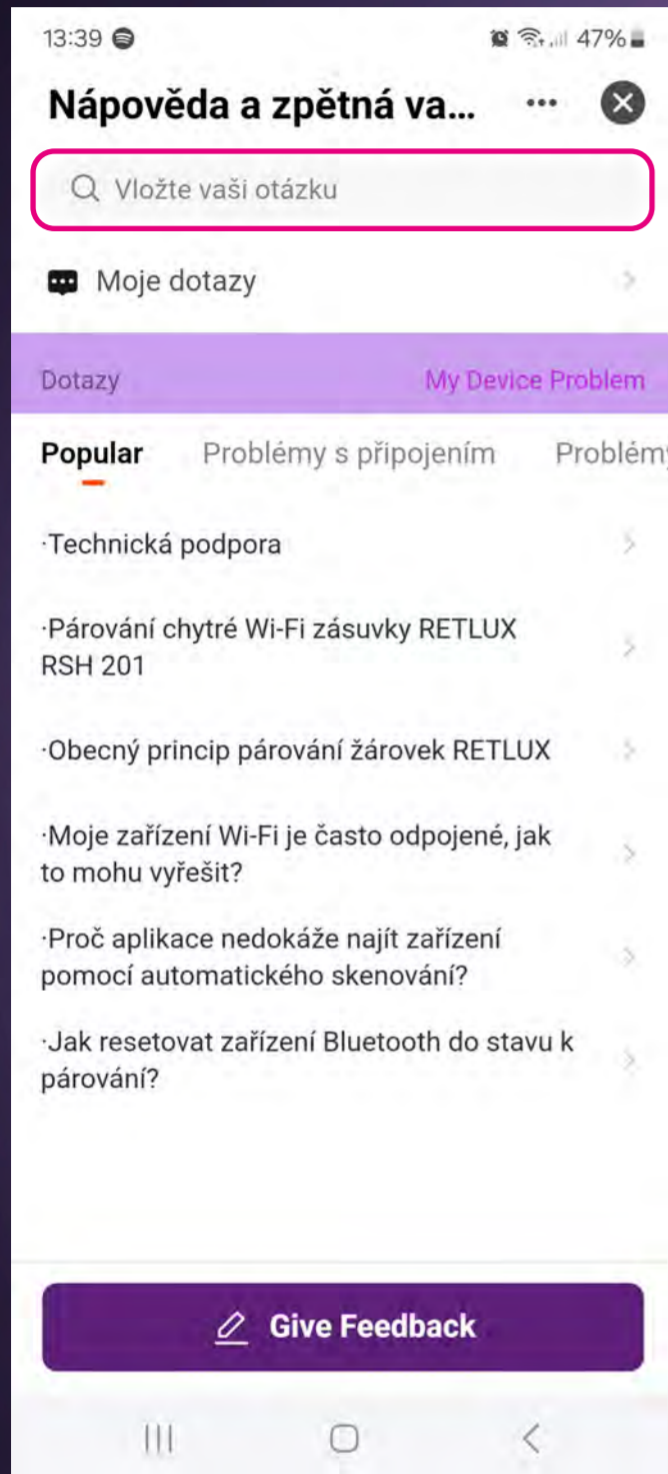 13:39 47%
Nápověda a zpětná va...
Vložte vaši otázku
Moje dotazy
Dotazy My Device Problem
Popular Problémy s připojením Problémy
·Technická podpora
·Párování chytré Wi-Fi zásuvky RETLUX
RSH 201
·Obecný princip párování žárovek RETLUX
·Moje zařízení Wi-Fi je často odpojené, jak
to mohu vyřešit?
·Proč aplikace nedokáže najít zařízení
pomocí automatického skenování?
·Jak resetovat zařízení Bluetooth do stavu k
párování?
Give Feedback